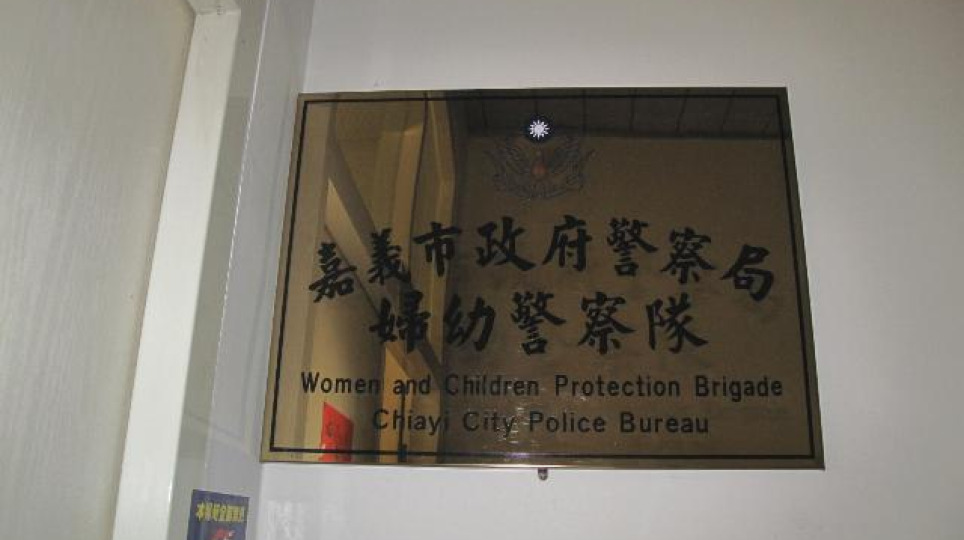 嘉義市政府警察局
婦幼警察隊
Women and Children Protection Brigade
Chiayi City Police Bureau